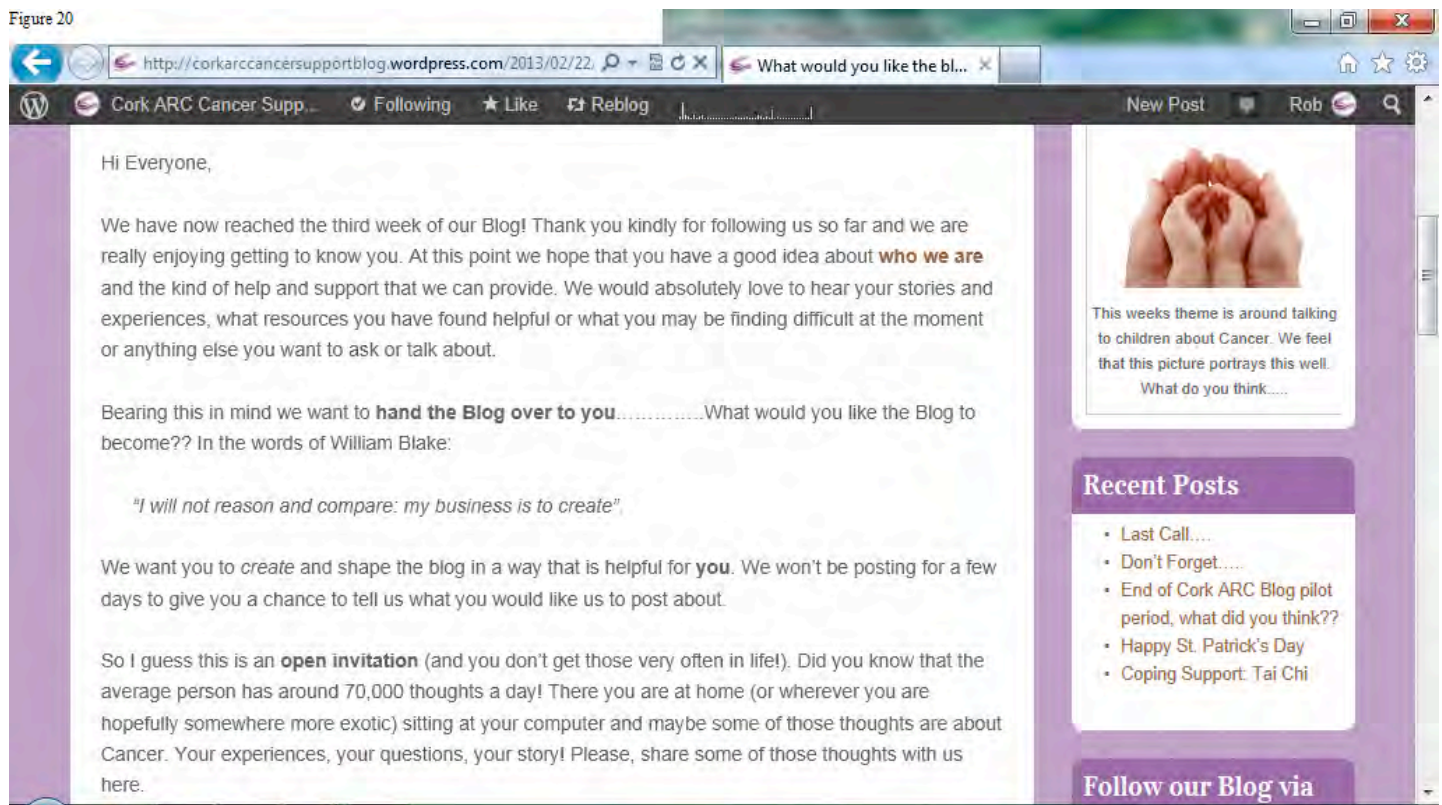 Figure 20
http://corkarccancersupportblog.wordpress.com/2013/02/22.
What would you like the bl...
Cork ARC Cancer Supp...
Following
Like
Reblog
New Post
Rob
Hi Everyone,
We have now reached the third week of our Blog! Thank you kindly for following us so far and we are
really enjoying getting to know you. At this point we hope that you have a good idea about who we are
and the kind of help and support that we can provide. We would absolutely love to hear your stories and
experiences, what resources you have found helpful or what you may be finding difficult at the moment
or anything else you want to ask or talk about.
Bearing this in mind we want to hand the Blog over to you…………..What would you like the Blog to
become?? In the words of William Blake:
“I will not reason and compare: my business is to create”.
We want you to create and shape the blog in a way that is helpful for you. We won’t be posting for a few
days to give you a chance to tell us what you would like us to post about.
So I guess this is an open invitation (and you don’t get those very often in life!). Did you know that the
average person has around 70,000 thoughts a day! There you are at home (or wherever you are
hopefully somewhere more exotic) sitting at your computer and maybe some of those thoughts are about
Cancer. Your experiences, your questions, your story! Please, share some of those thoughts with us
here.
This weeks theme is around talking
to children about Cancer. We feel
that this picture portrays this well.
What do you think.....
Recent Posts
Last Call….
Don’t Forget…..
End of Cork ARC Blog pilot
period, what did you think??
Happy St. Patrick’s Day
Coping Support: Tai Chi
Follow our Blog via